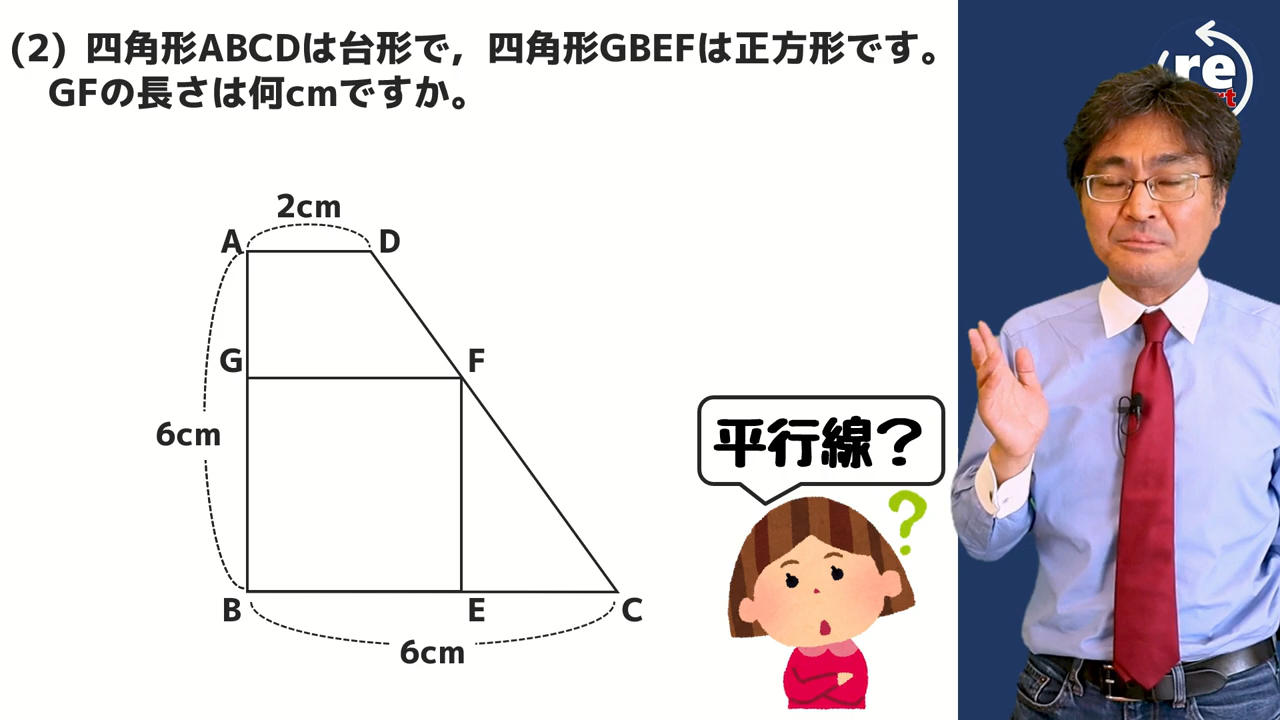 (2) 四角形ABCDは台形で，四角形GBEFは正方形です。
GFの長さは何cmですか。
2cm
A
D
G
F
6cm
B
E
C
6cm
平行線？
?
re
rt